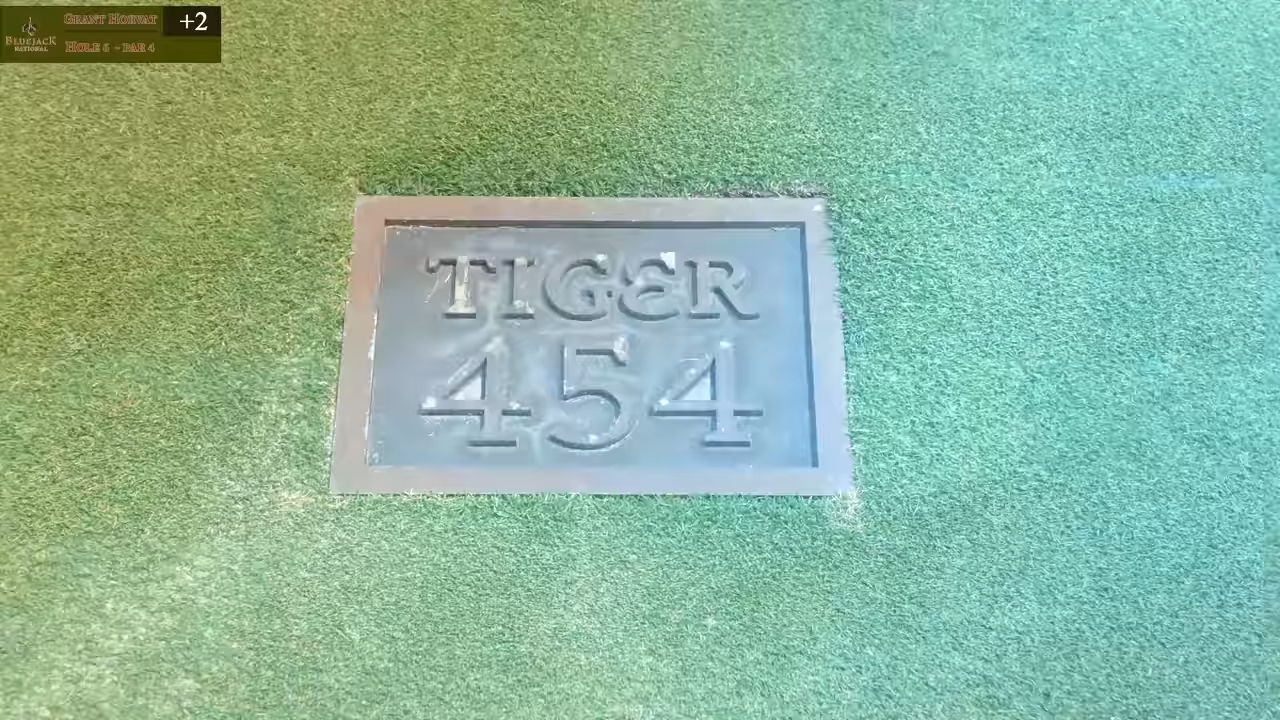 BLUEJACK
NATIONAL
GRANT HORVAT
+2
HOLE 6 - PAR 4
TIGER
454